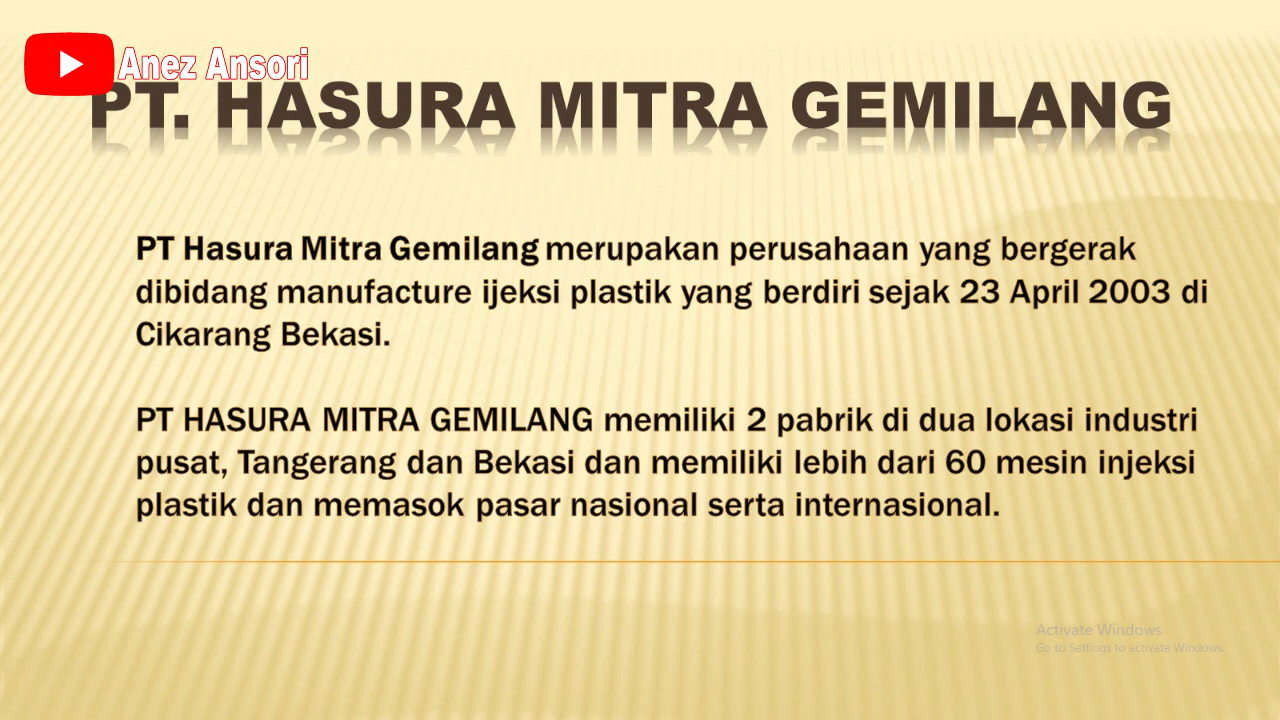 Anez Ansori
PT. HASURA MITRA GEMILANG
PT Hasura Mitra Gemilang merupakan perusahaan yang bergerak
dibidang manufacture ijeksi plastik yang berdiri sejak 23 April 2003 di
Cikarang Bekasi.
PT HASURA MITRA GEMILANG memiliki 2 pabrik di dua lokasi industri
pusat, Tangerang dan Bekasi dan memiliki lebih dari 60 mesin injeksi
plastik dan memasok pasar nasional serta internasional.
Activate Windows
Go to Settings to activate Windows.